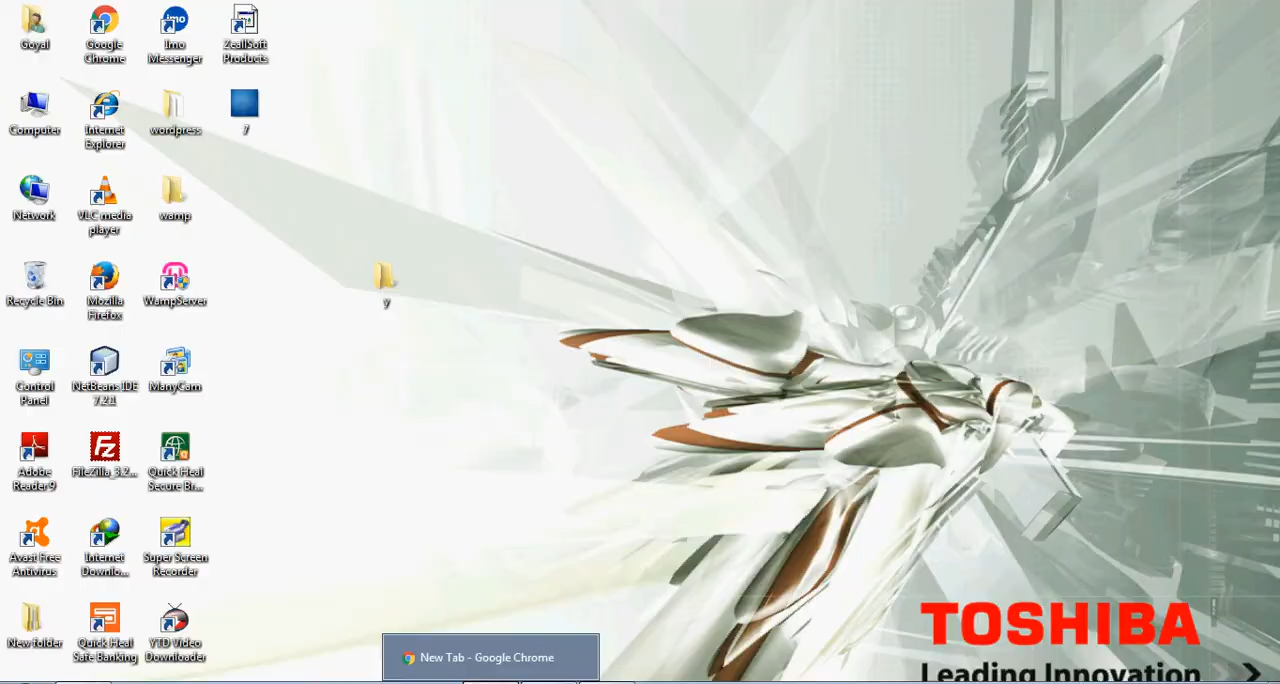 Goyal
Google
Chrome
Imo
Messenger
ZeallSoft
Products
Computer
Internet
Explorer
wordpress
7
Network
VLC media
player
wamp
Recycle Bin
Mozilla
Firefox
WampServer
y
Control
Panel
NetBeans IDE
7.2.1
ManyCam
Adobe
Reader 9
FileZilla_3.2...
Quick Heal
Secure Br...
Avast Free
Antivirus
Internet
Downlo...
Super Screen
Recorder
New folder
Quick Heal
Safe Banking
YTD Video
Downloader
New Tab - Google Chrome
TOSHIBA
Leading Innovation